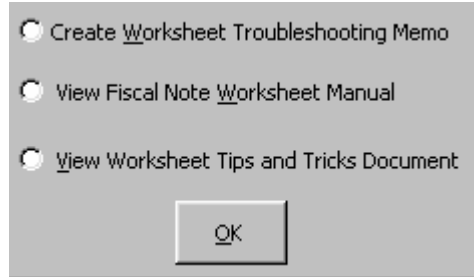 Create Worksheet Troubleshooting Memo
View Fiscal Note Worksheet Manual
View Worksheet Tips and Tricks Document
OK